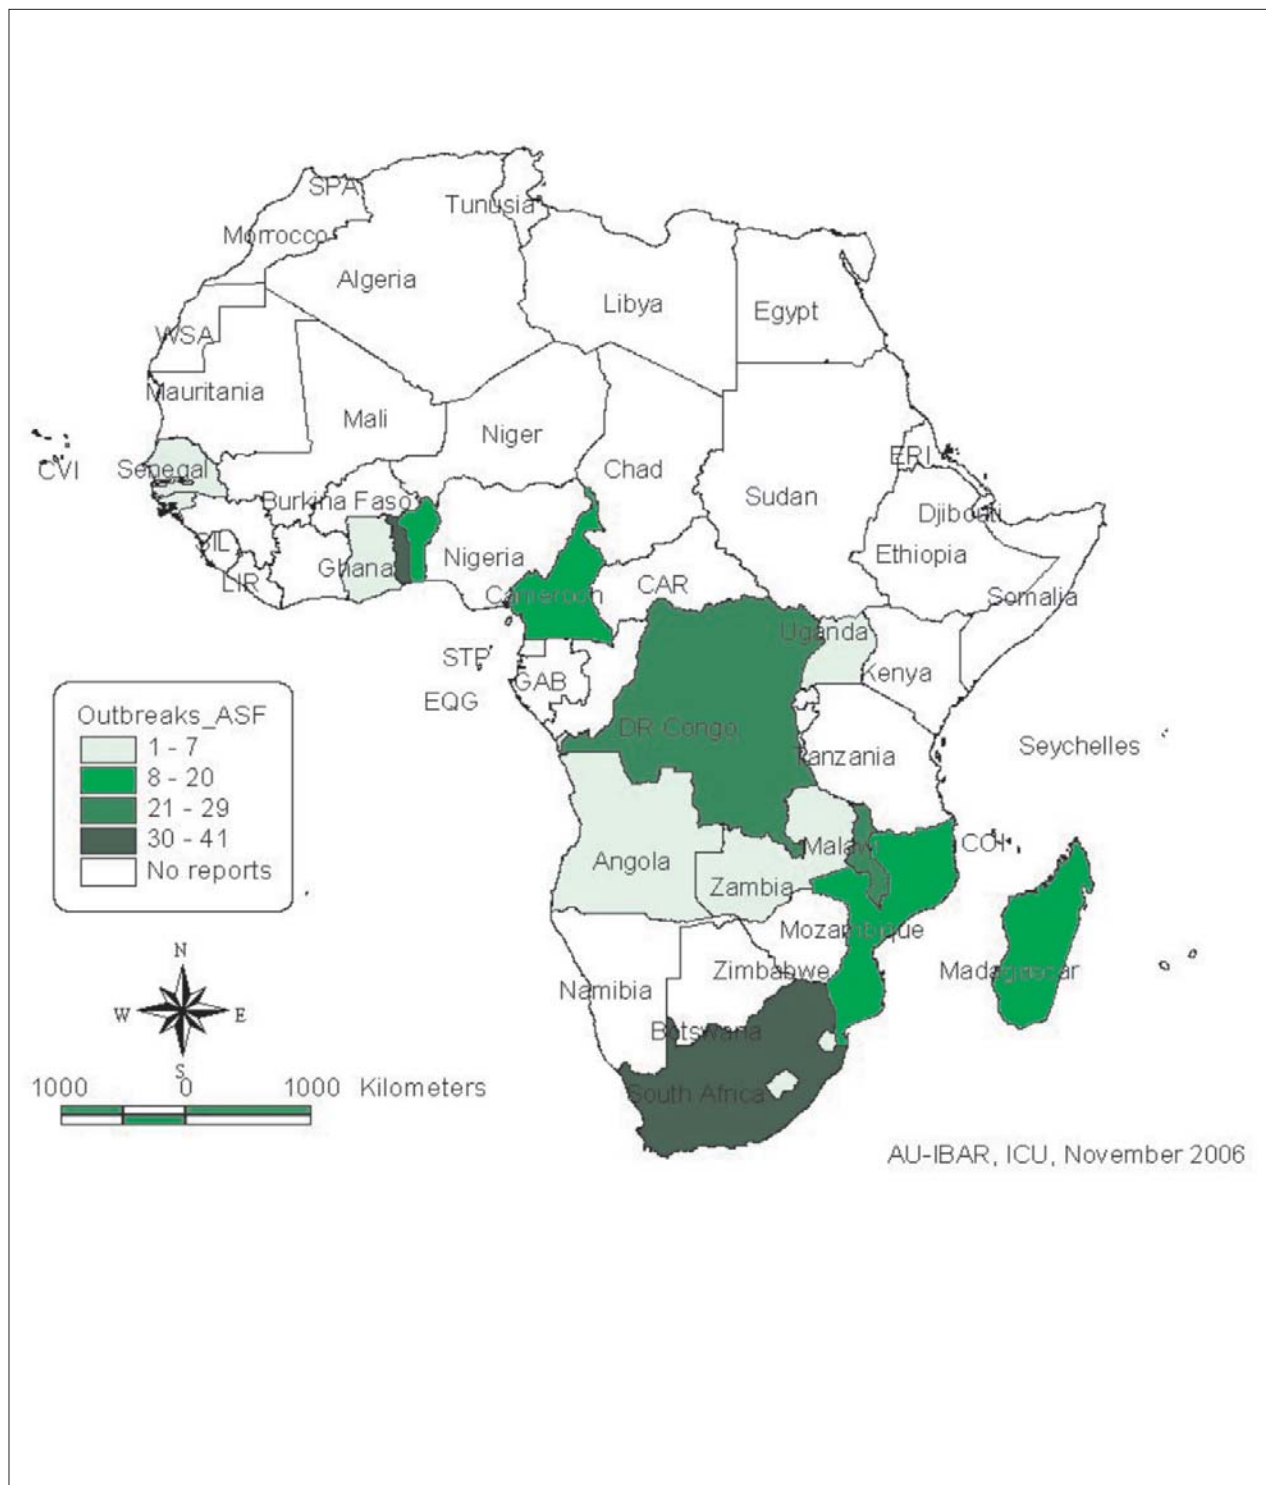 SPA
Tunusia
Morrocco
Algeria
Libya
Egypt
WSA
Mauritania
Mali
Niger
Chad
ERI
CVI
Senegal
Sudan
Burkina Faso
Djibouti
SIL
Nigeria
Ethiopia
Ghana
LIR
Cameroon
CAR
Somalia
Uganda
STP
Kenya
GAB
EQG
Outbreaks_ASF
1 - 7
8 - 20
21 - 29
30 - 41
No reports
DR Congo
Seychelles
Tanzania
Angola
Malawi
COI
Zambia
Mozambique
Zimbabwe
Madagascar
Namibia
Botswana
South Africa
N
W
E
S
1000 0 1000 Kilometers
AU-IBAR, ICU, November 2006